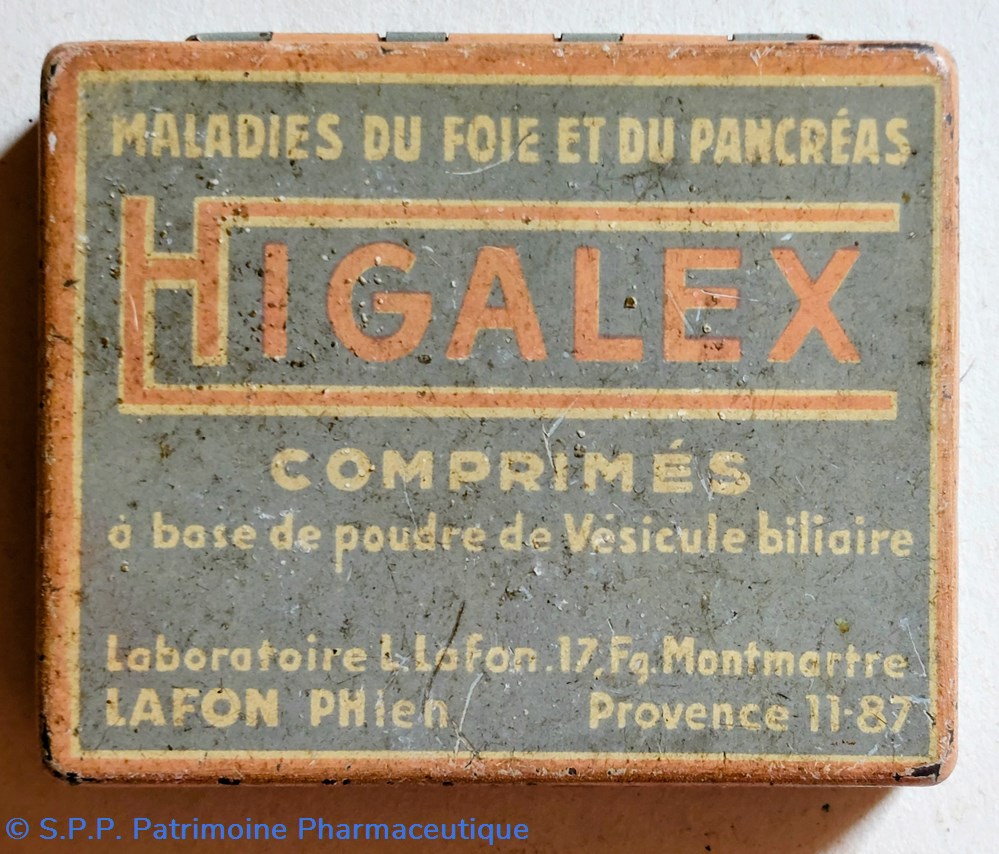 MALADIES DU FOIE ET DU PANCRÉAS
HIGALEX
COMPRIMÉS
à base de poudre de Vésicule biliaire
Laboratoire L. Lafon. 17, Fg. Montmartre
LAFON PHien Provence 11-87
© S.P.P. Patrimoine Pharmaceutique